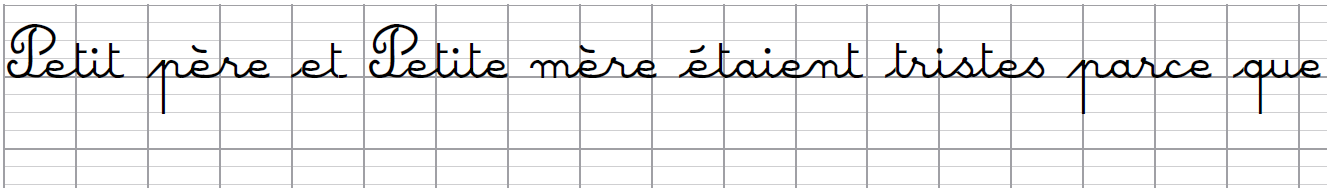 Petit père et Petite mère étaient tristes parce que